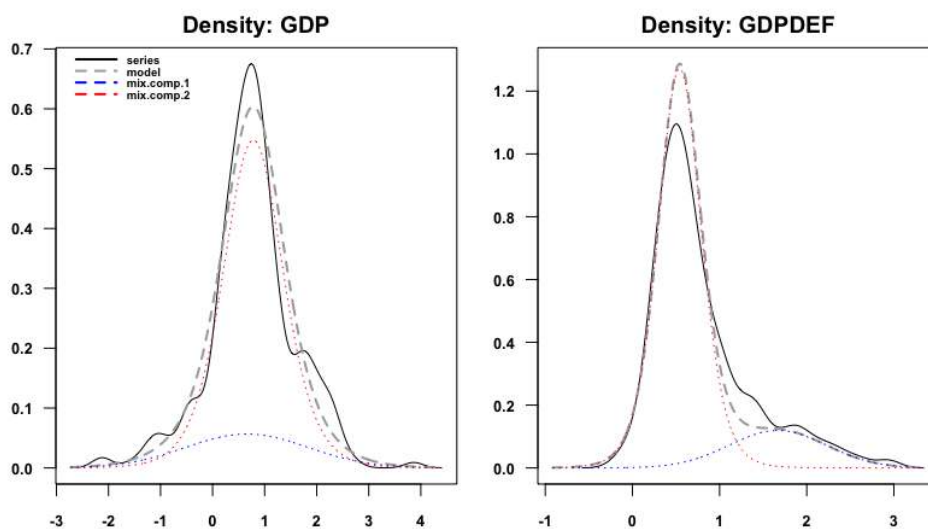 Density: GDP
0.7
0.6
0.5
0.4
0.3
0.2
0.1
0.0
-3 -2 -1 0 1 2 3 4
series
model
mix.comp.1
mix.comp.2
Density: GDPDEF
1.2
1.0
0.8
0.6
0.4
0.2
0.0
-1 0 1 2 3